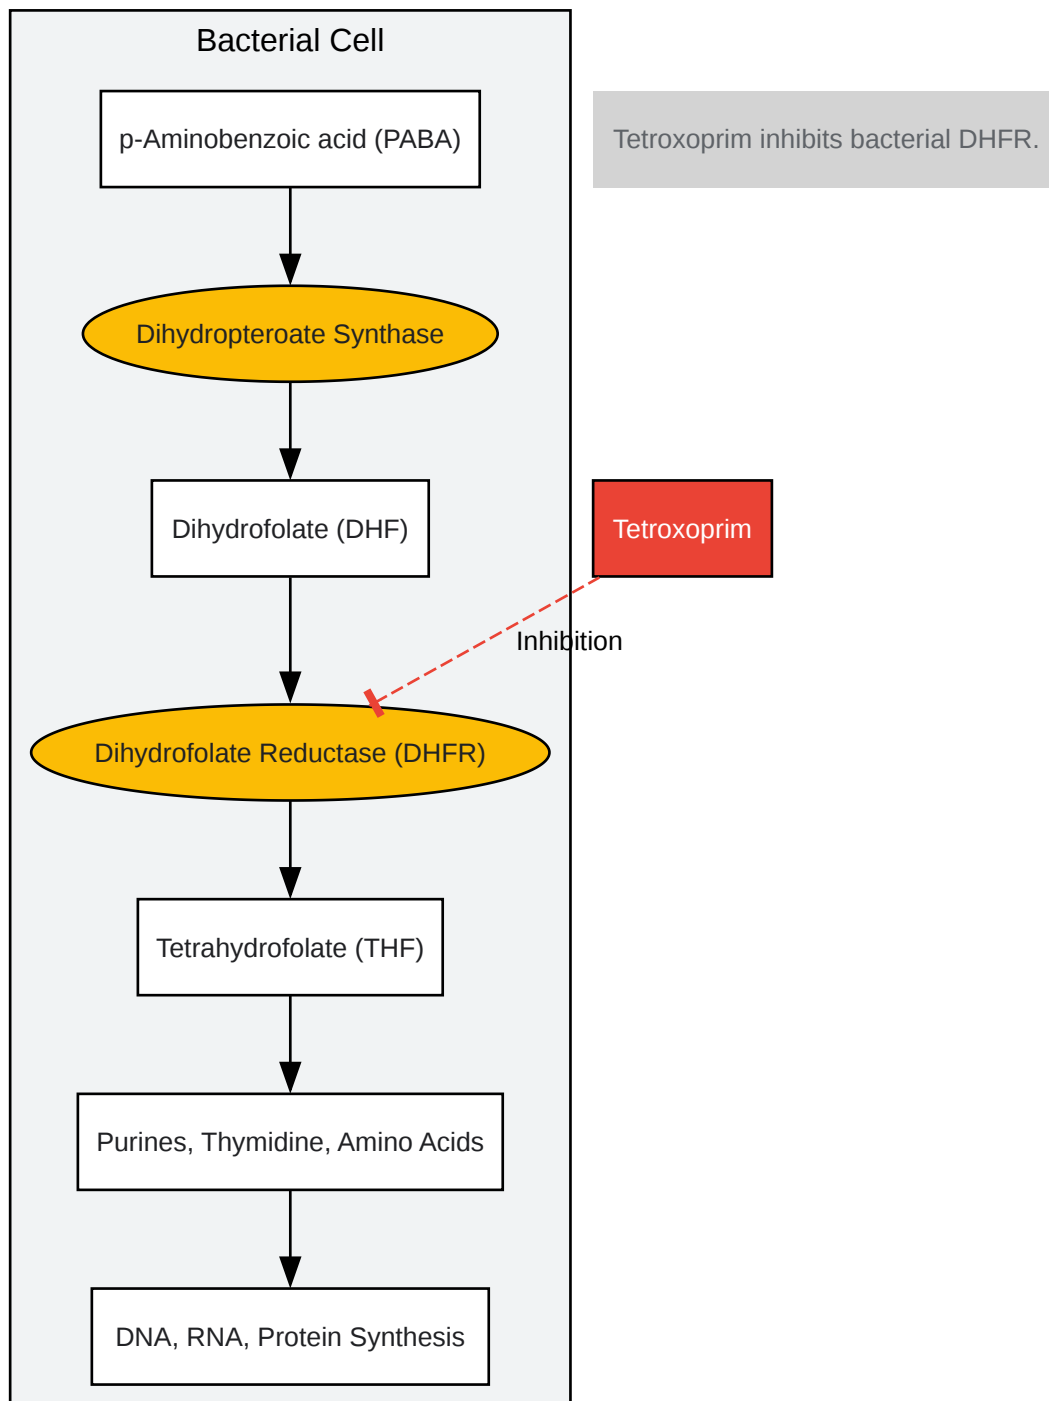 Bacterial Cell
p-Aminobenzoic acid (PABA)
Tetroxoprim inhibits bacterial DHFR.
Dihydropteroate Synthase
Dihydrofolate (DHF)
Tetroxoprim
Inhibition
Dihydrofolate Reductase (DHFR)
Tetrahydrofolate (THF)
Purines, Thymidine, Amino Acids
DNA, RNA, Protein Synthesis